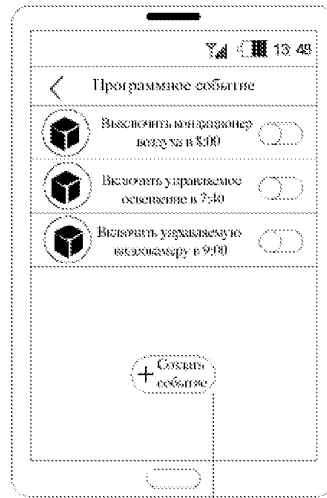 13:48
Программное событие
Выключить кондиционер
воздуха в 8:00
Включить управляемое
освещение в 7:40
Включить управляемую
видеокамеру в 9:00
+ Создать
событие